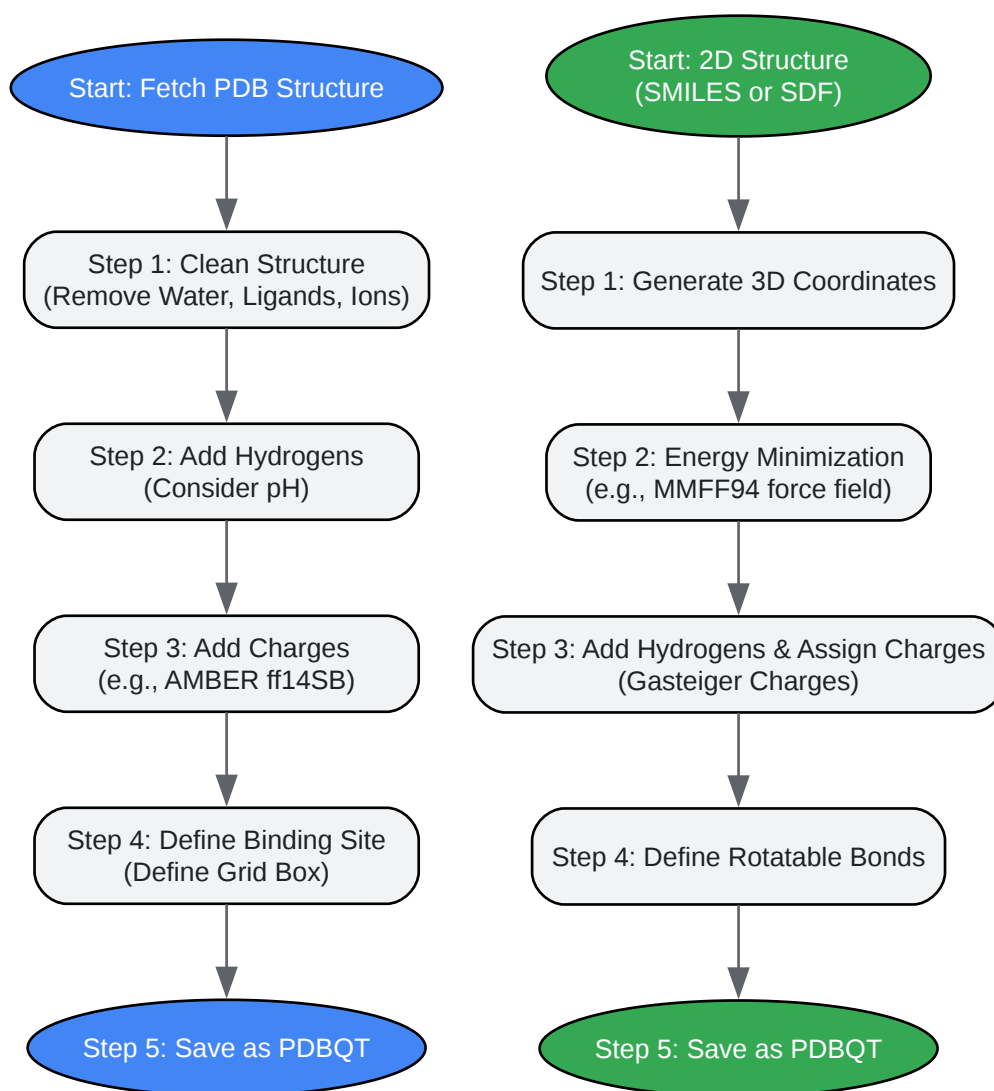 Start: Fetch PDB Structure
Step 1: Clean Structure
(Remove Water, Ligands, Ions)
Step 2: Add Hydrogens
(Consider pH)
Step 3: Add Charges
(e.g., AMBER ff14SB)
Step 4: Define Binding Site
(Define Grid Box)
Step 5: Save as PDBQT
Start: 2D Structure
(SMILES or SDF)
Step 1: Generate 3D Coordinates
Step 2: Energy Minimization
(e.g., MMFF94 force field)
Step 3: Add Hydrogens & Assign Charges
(Gasteiger Charges)
Step 4: Define Rotatable Bonds
Step 5: Save as PDBQT